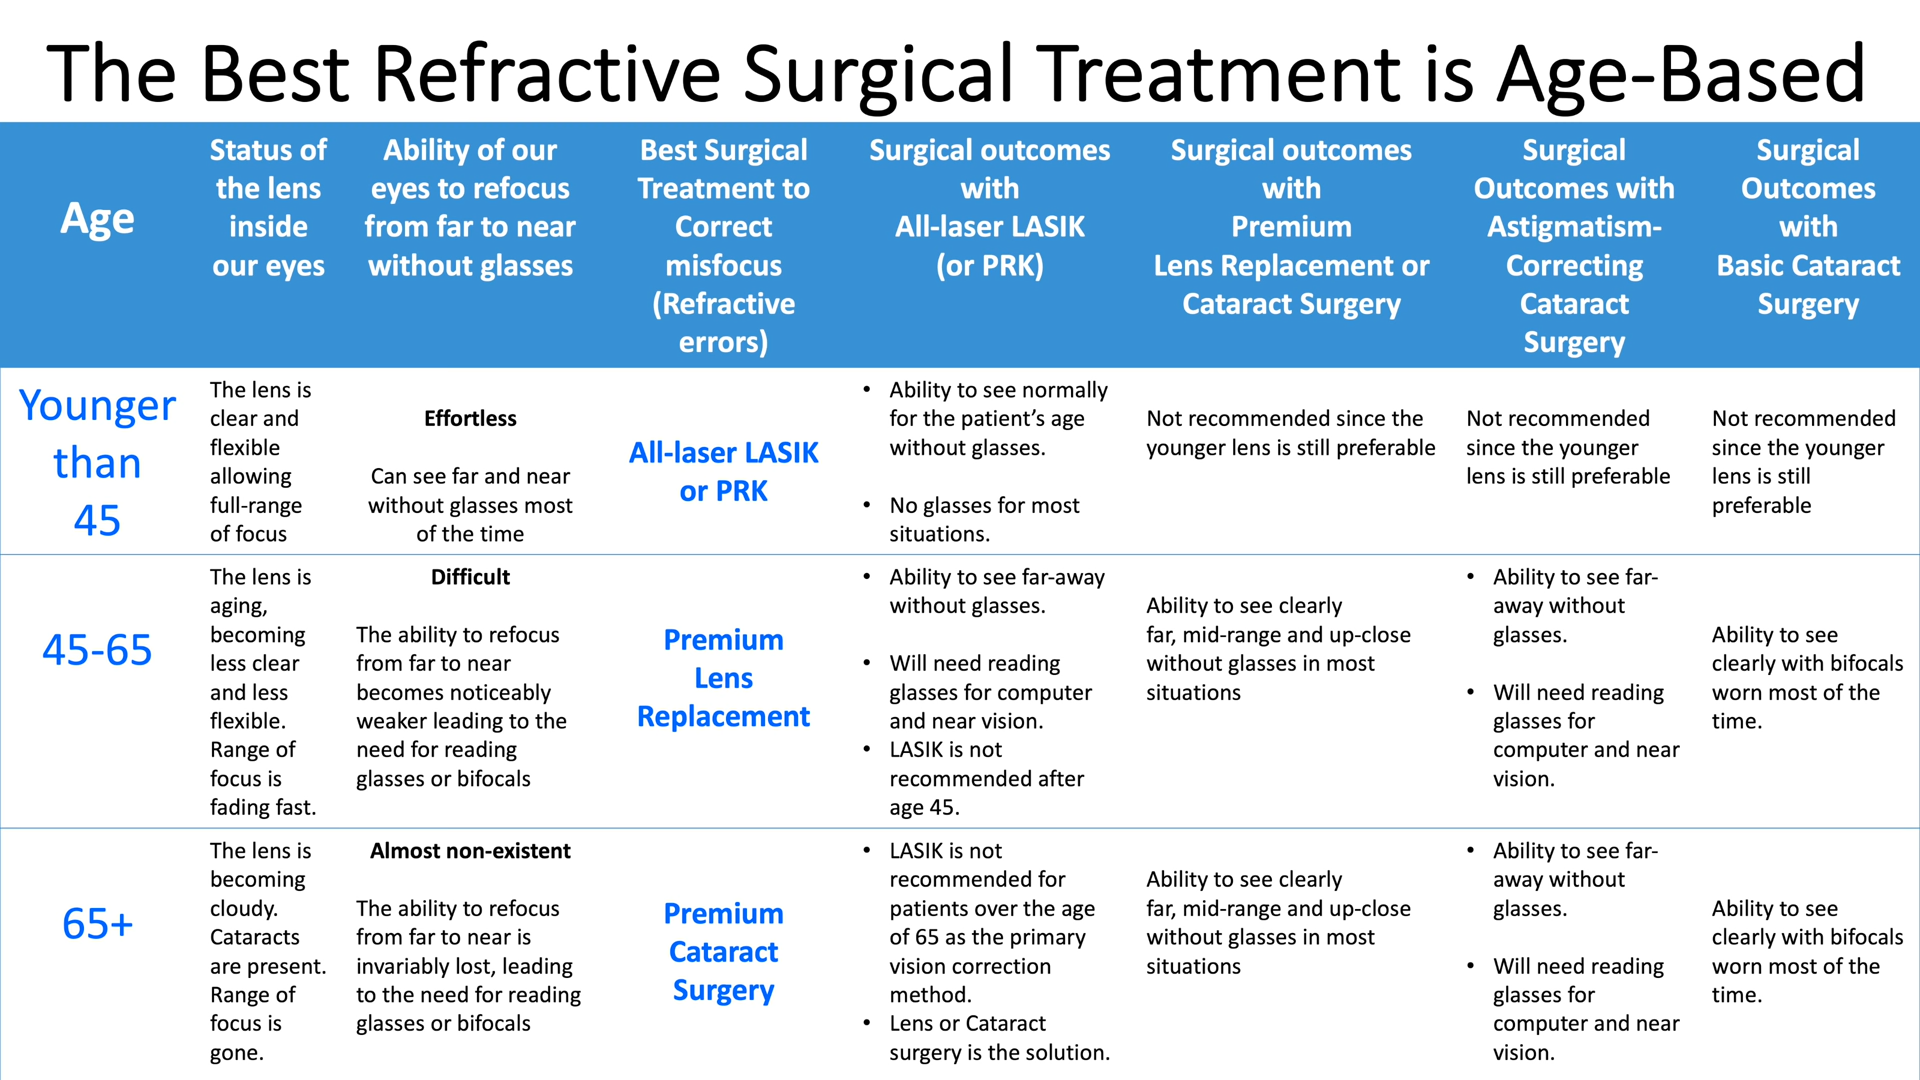 The Best Refractive Surgical Treatment is Age-Based
Age
Status of
the lens
inside
our eyes
Ability of our
eyes to refocus
from far to near
without glasses
Best Surgical
Treatment to
Correct
misfocus
(Refractive
errors)
Surgical outcomes
with
All-laser LASIK
(or PRK)
Surgical outcomes
with
Premium
Lens Replacement or
Cataract Surgery
Surgical
Outcomes with
Astigmatism-
Correcting
Cataract
Surgery
Surgical
Outcomes
with
Basic Cataract
Surgery
Younger
than
45
The lens is
clear and
flexible
allowing
full-range
of focus
Effortless
Can see far and near
without glasses most
of the time
All-laser LASIK
or PRK
• Ability to see normally
for the patient’s age
without glasses.
• No glasses for most
situations.
Not recommended since the
younger lens is still preferable
Not recommended
since the younger
lens is still preferable
Not recommended
since the younger
lens is still
preferable
45-65
The lens is
aging,
becoming
less clear
and less
flexible.
Range of
focus is
fading fast.
Difficult
The ability to refocus
from far to near
becomes noticeably
weaker leading to the
need for reading
glasses or bifocals
Premium
Lens
Replacement
• Ability to see far-away
without glasses.
• Will need reading
glasses for computer
and near vision.
• LASIK is not
recommended after
age 45.
Ability to see clearly
far, mid-range and up-close
without glasses in most
situations
• Ability to see far-
away without
glasses.
• Will need reading
glasses for
computer and near
vision.
Ability to see
clearly with bifocals
worn most of the
time.
65+
The lens is
becoming
cloudy.
Cataracts
are present.
Range of
focus is
gone.
Almost non-existent
The ability to refocus
from far to near is
invariably lost, leading
to the need for reading
glasses or bifocals
Premium
Cataract
Surgery
• LASIK is not
recommended for
patients over the age
of 65 as the primary
vision correction
method.
• Lens or Cataract
surgery is the solution.
Ability to see clearly
far, mid-range and up-close
without glasses in most
situations
• Ability to see far-
away without
glasses.
• Will need reading
glasses for
computer and near
vision.
Ability to see
clearly with bifocals
worn most of the
time.